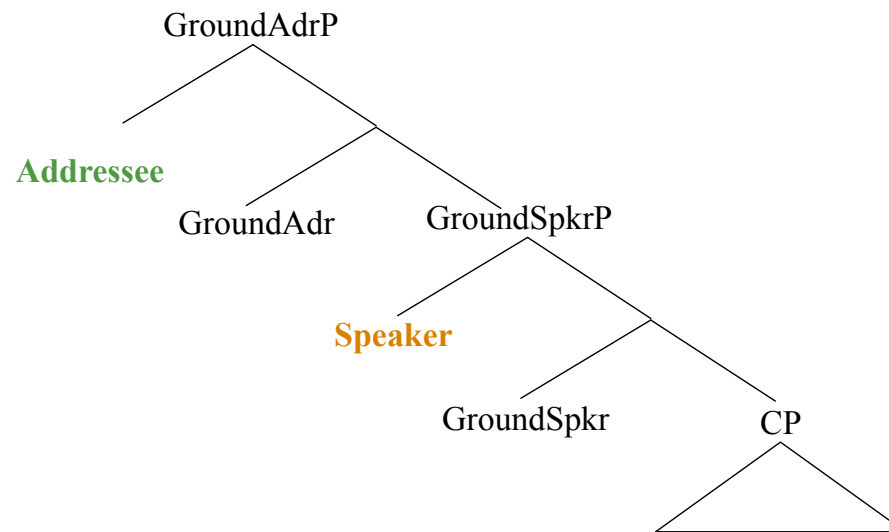 GroundAdrP
Addressee
GroundAdr
GroundSpkrP
Speaker
GroundSpkr
CP